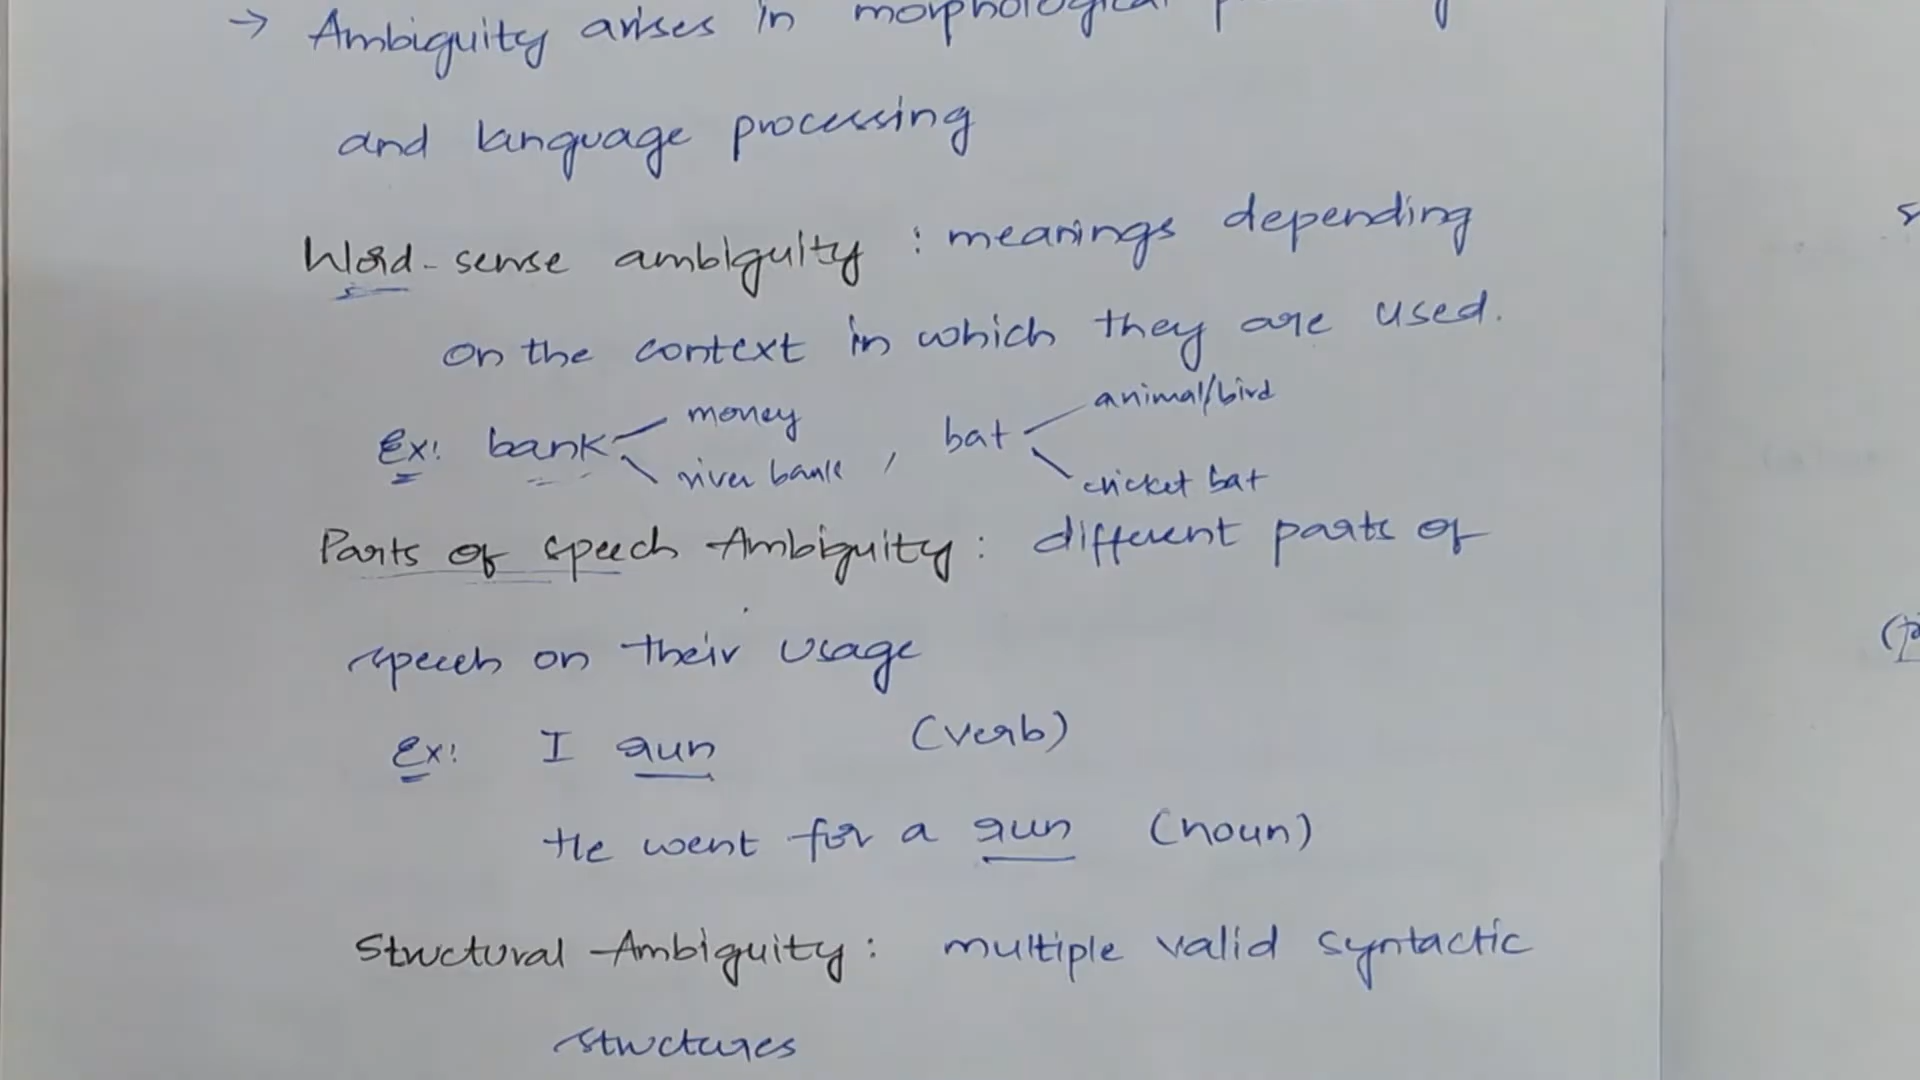 → Ambiguity arises in morphological
and language processing
Word-sense ambiguity : meanings depending
on the context in which they are used.
Ex: bank money river bank , bat animal/bird cricket bat
Parts of speech Ambiguity : different parts of
speech on their usage
Ex: I run (verb)
He went for a run (noun)
Structural Ambiguity : multiple valid syntactic
structures